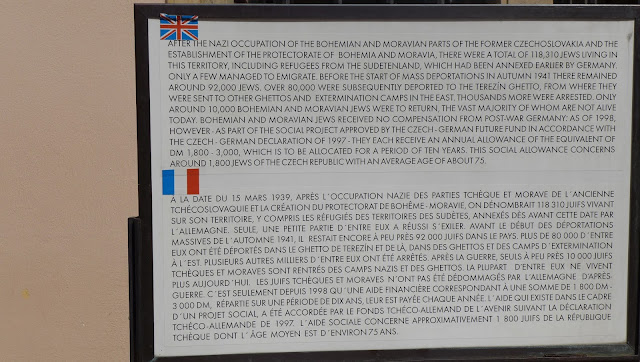 AFTER THE NAZI OCCUPATION OF THE BOHEMIAN AND MORAVIAN PARTS OF THE FORMER CZECHOSLOVAKIA AND THE
ESTABLISHMENT OF THE PROTECTORATE OF BOHEMIA AND MORAVIA, THERE WERE A TOTAL OF 118,310 JEWS LIVING IN
THIS TERRITORY, INCLUDING REFUGEES FROM THE SUDETENLAND, WHICH HAD BEEN ANNEXED EARLIER BY GERMANY.
ONLY A FEW MANAGED TO EMIGRATE. BEFORE THE START OF MASS DEPORTATIONS IN AUTUMN 1941 THERE REMAINED
AROUND 92,000 JEWS. OVER 80,000 WERE SUBSEQUENTLY DEPORTED TO THE TEREZÍN GHETTO, FROM WHERE THEY
WERE SENT TO OTHER GHETTOS AND EXTERMINATION CAMPS IN THE EAST. THOUSANDS MORE WERE ARRESTED. ONLY
AROUND 10,000 BOHEMIAN AND MORAVIAN JEWS WERE TO RETURN, THE VAST MAJORITY OF WHOM ARE NOT ALIVE
TODAY. BOHEMIAN AND MORAVIAN JEWS RECEIVED NO COMPENSATION FROM POST-WAR GERMANY: AS OF 1998,
HOWEVER - AS PART OF THE SOCIAL PROJECT APPROVED BY THE CZECH - GERMAN FUTURE FUND IN ACCORDANCE
WITH THE CZECH - GERMAN DECLARATION OF 1997 - THEY EACH RECEIVE AN ANNUAL ALLOWANCE OF THE EQUIVALENT OF
DM 1,800 - 3,000, WHICH IS TO BE ALLOCATED FOR A PERIOD OF TEN YEARS. THIS SOCIAL ALLOWANCE CONCERNS
AROUND 1,800 JEWS OF THE CZECH REPUBLIC WITH AN AVERAGE AGE OF ABOUT 75.
À LA DATE DU 15 MARS 1939, APRÈS L´OCCUPATION NAZIE DES PARTIES TCHÈQUE ET MORAVE DE L´ANCIENNE
TCHÉCOSLOVAQUIE ET LA CRÉATION DU PROTECTORAT DE BOHÊME - MORAVIE, ON DÉNOMBRAIT 118 310 JUIFS VIVANT
SUR SON TERRITOIRE, Y COMPRIS LES RÉFUGIÉS DES TERRITOIRES DES SUDÈTES, ANNEXÉS DÈS AVANT CETTE DATE PAR
L´ALLEMAGNE. SEULE, UNE PETITE PARTIE D´ENTRE EUX A RÉUSSI S´EXILER. AVANT LE DÉBUT DES DÉPORTATIONS
MASSIVES DE L´AUTOMNE 1941, IL RESTAIT ENCORE À PEU PRÈS 92 000 JUIFS DANS LE PAYS. PLUS DE 80 000 D´ENTRE
EUX ONT ÉTÉ DÉPORTÉS DANS LE GHETTO DE TEREZÍN ET DE LÀ, DANS DES GHETTOS ET DES CAMPS D´EXTERMINATION
À L´EST. PLUSIEURS AUTRES MILLIERS D´ENTRE EUX ONT ÉTÉ ARRÊTÉS. APRÈS LA GUERRE, SEULS À PEU PRÈS 10 000 JUIFS
TCHÈQUES ET MORAVES SONT RENTRÉS DES CAMPS NAZIS ET DES GHETTOS. LA PLUPART D´ENTRE EUX NE VIVENT
PLUS AUJOURD´HUI. LES JUIFS TCHÈQUES ET MORAVES N´ONT PAS ÉTÉ DÉDOMMAGÉS PAR L´ALLEMAGNE D´APRÈS-
GUERRE. C´EST SEULEMENT DEPUIS 1998 QU´UNE AIDE FINANCIÈRE CORRESPONDANT À UNE SOMME DE 1 800 DM -
3 000 DM, RÉPARTIE SUR UNE PÉRIODE DE DIX ANS, LEUR EST PAYÉE CHAQUE ANNÉE. L´AIDE QUI EXISTE DANS LE CADRE
D´UN PROJET SOCIAL, A ÉTÉ ACCORDÉE PAR LE FONDS TCHÉCO-ALLEMAND DE L´AVENIR SUIVANT LA DÉCLARATION
TCHÉCO-ALLEMANDE DE 1997. L´AIDE SOCIALE CONCERNE APPROXIMATIVEMENT 1 800 JUIFS DE LA RÉPUBLIQUE
TCHÈQUE DONT L´ÂGE MOYEN EST D´ENVIRON 75 ANS.